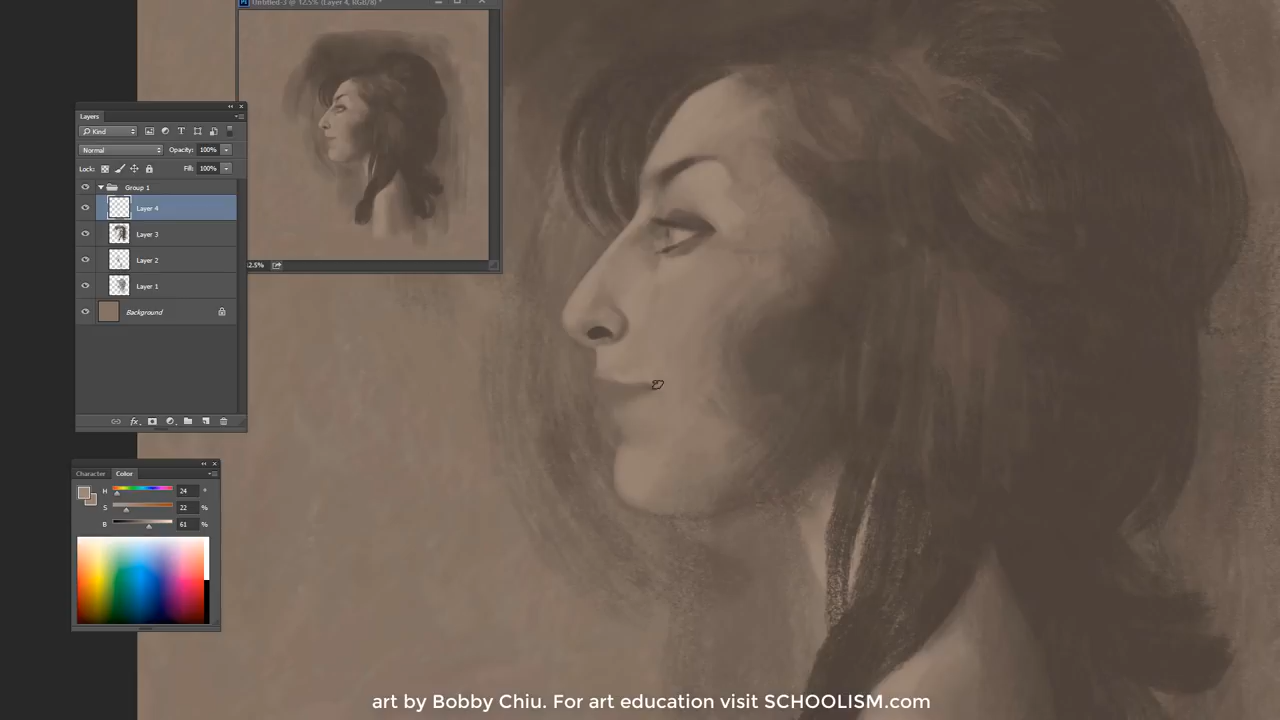 Untitled-3 @ 12.5% (Layer 4, RGB/8) *
Layers
Kind
Normal
Opacity: 100%
Lock:
Fill: 100%
Group 1
Layer 4
Layer 3
Layer 2
Layer 1
Background
2.5%
Character
Color
H 24 °
S 22 %
B 61 %
art by Bobby Chiu. For art education visit SCHOOLISM.com